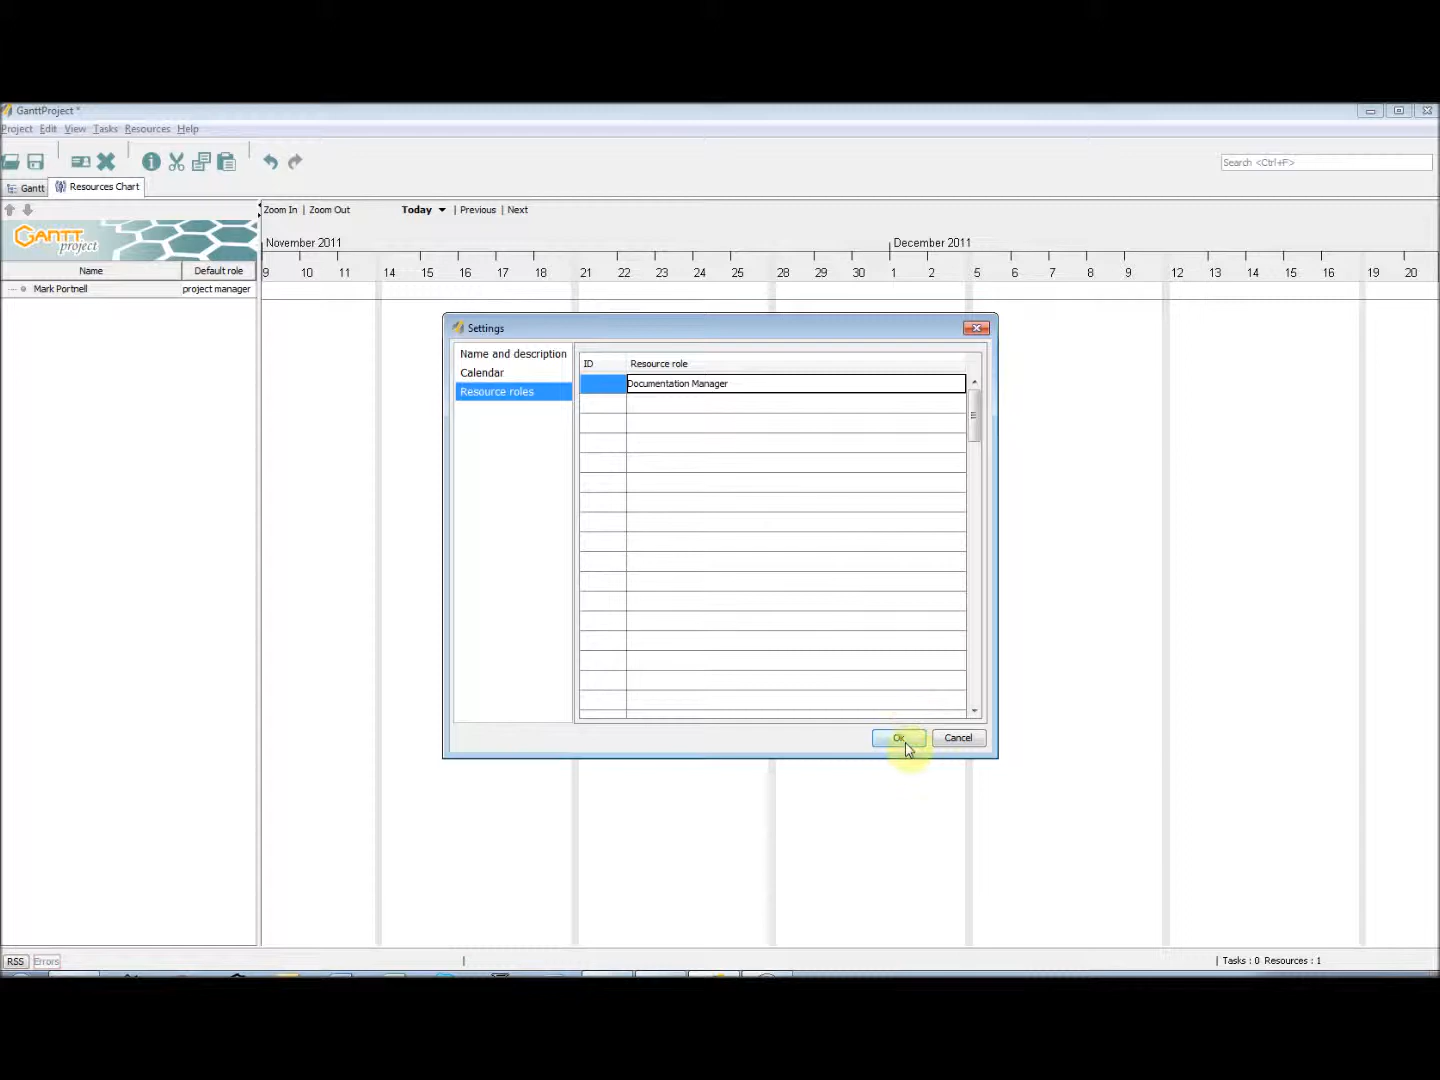 GanttProject *
Project Edit View Tasks Resources Help
Search <Ctrl+F>
Gantt Resources Chart
Zoom In | Zoom Out Today | Previous | Next
GANTT project
November 2011 December 2011
Name Default role
9 10 11 14 15 16 17 18 21 22 23 24 25 28 29 30 1 2 5 6 7 8 9 12 13 14 15 16 19 20
Mark Portnell project manager
Settings
Name and description
Calendar
Resource roles
ID Resource role
Documentation Manager
Ok Cancel
RSS Errors | | Tasks : 0 Resources : 1